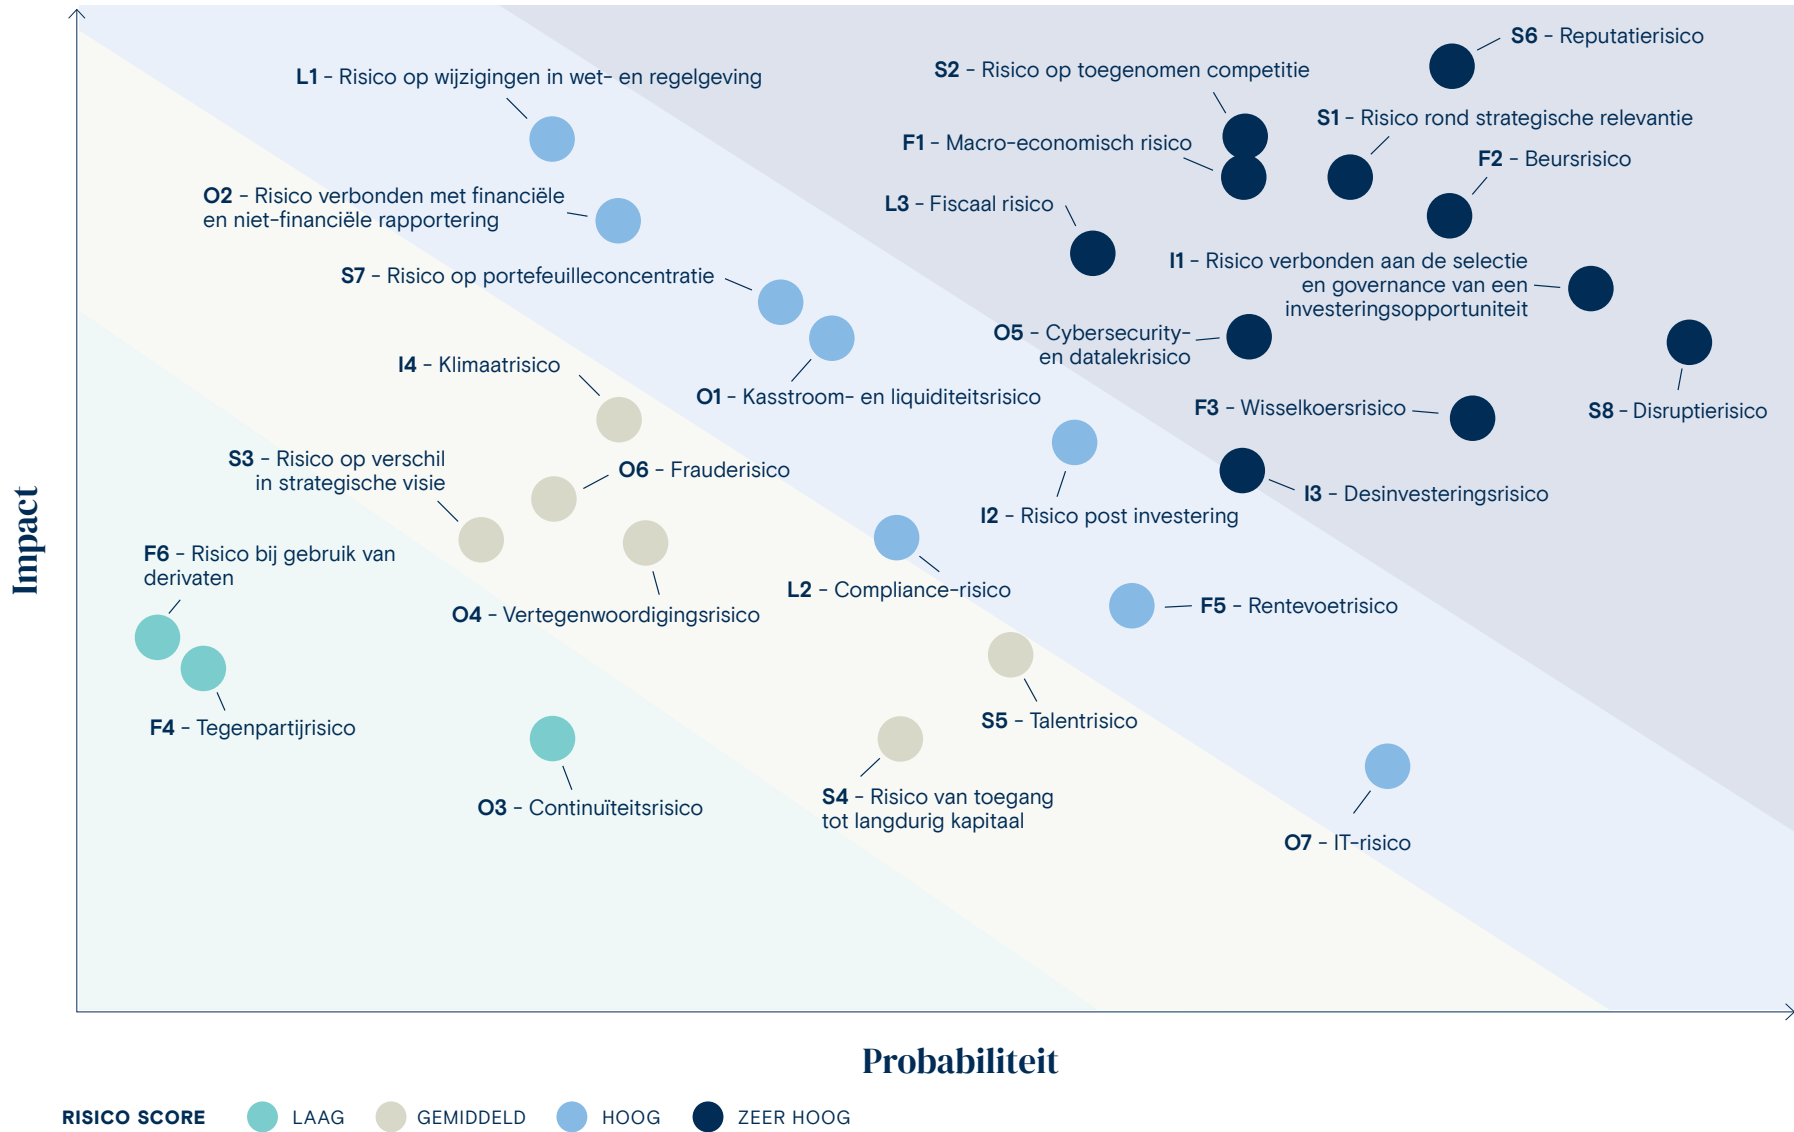 S6 - Reputatierisico
S2 - Risico op toegenomen competitie
L1 - Risico op wijzigingen in wet- en regelgeving
S1 - Risico rond strategische relevantie
F1 - Macro-economisch risico
F2 - Beursrisico
O2 - Risico verbonden met financiële
en niet-financiële rapportering
L3 - Fiscaal risico
I1 - Risico verbonden aan de selectie
en governance van een
investeringsopportuniteit
S7 - Risico op portefeuilleconcentratie
O5 - Cybersecurity-
en datalekrisico
I4 - Klimaatrisico
O1 - Kasstroom- en liquiditeitsrisico
F3 - Wisselkoersrisico
S8 - Disruptierisico
S3 - Risico op verschil
in strategische visie
O6 - Frauderisico
I3 - Desinvesteringsrisico
I2 - Risico post investering
Impact
F6 - Risico bij gebruik van
derivaten
L2 - Compliance-risico
F5 - Rentevoetrisico
O4 - Vertegenwoordigingsrisico
F4 - Tegenpartijrisico
S5 - Talentrisico
O3 - Continuïteitsrisico
S4 - Risico van toegang
tot langdurig kapitaal
O7 - IT-risico
Probabiliteit
RISICO SCORE LAAG GEMIDDELD HOOG ZEER HOOG